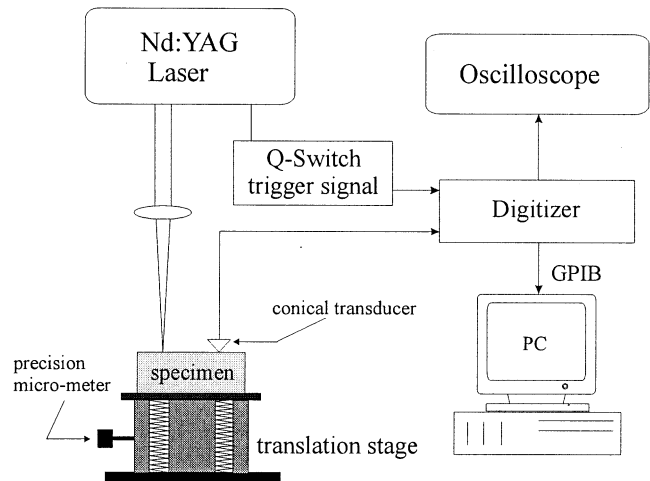 Nd:YAG
Laser
Oscilloscope
Q-Switch
trigger signal
Digitizer
GPIB
conical transducer
PC
precision
micro-meter
specimen
translation stage